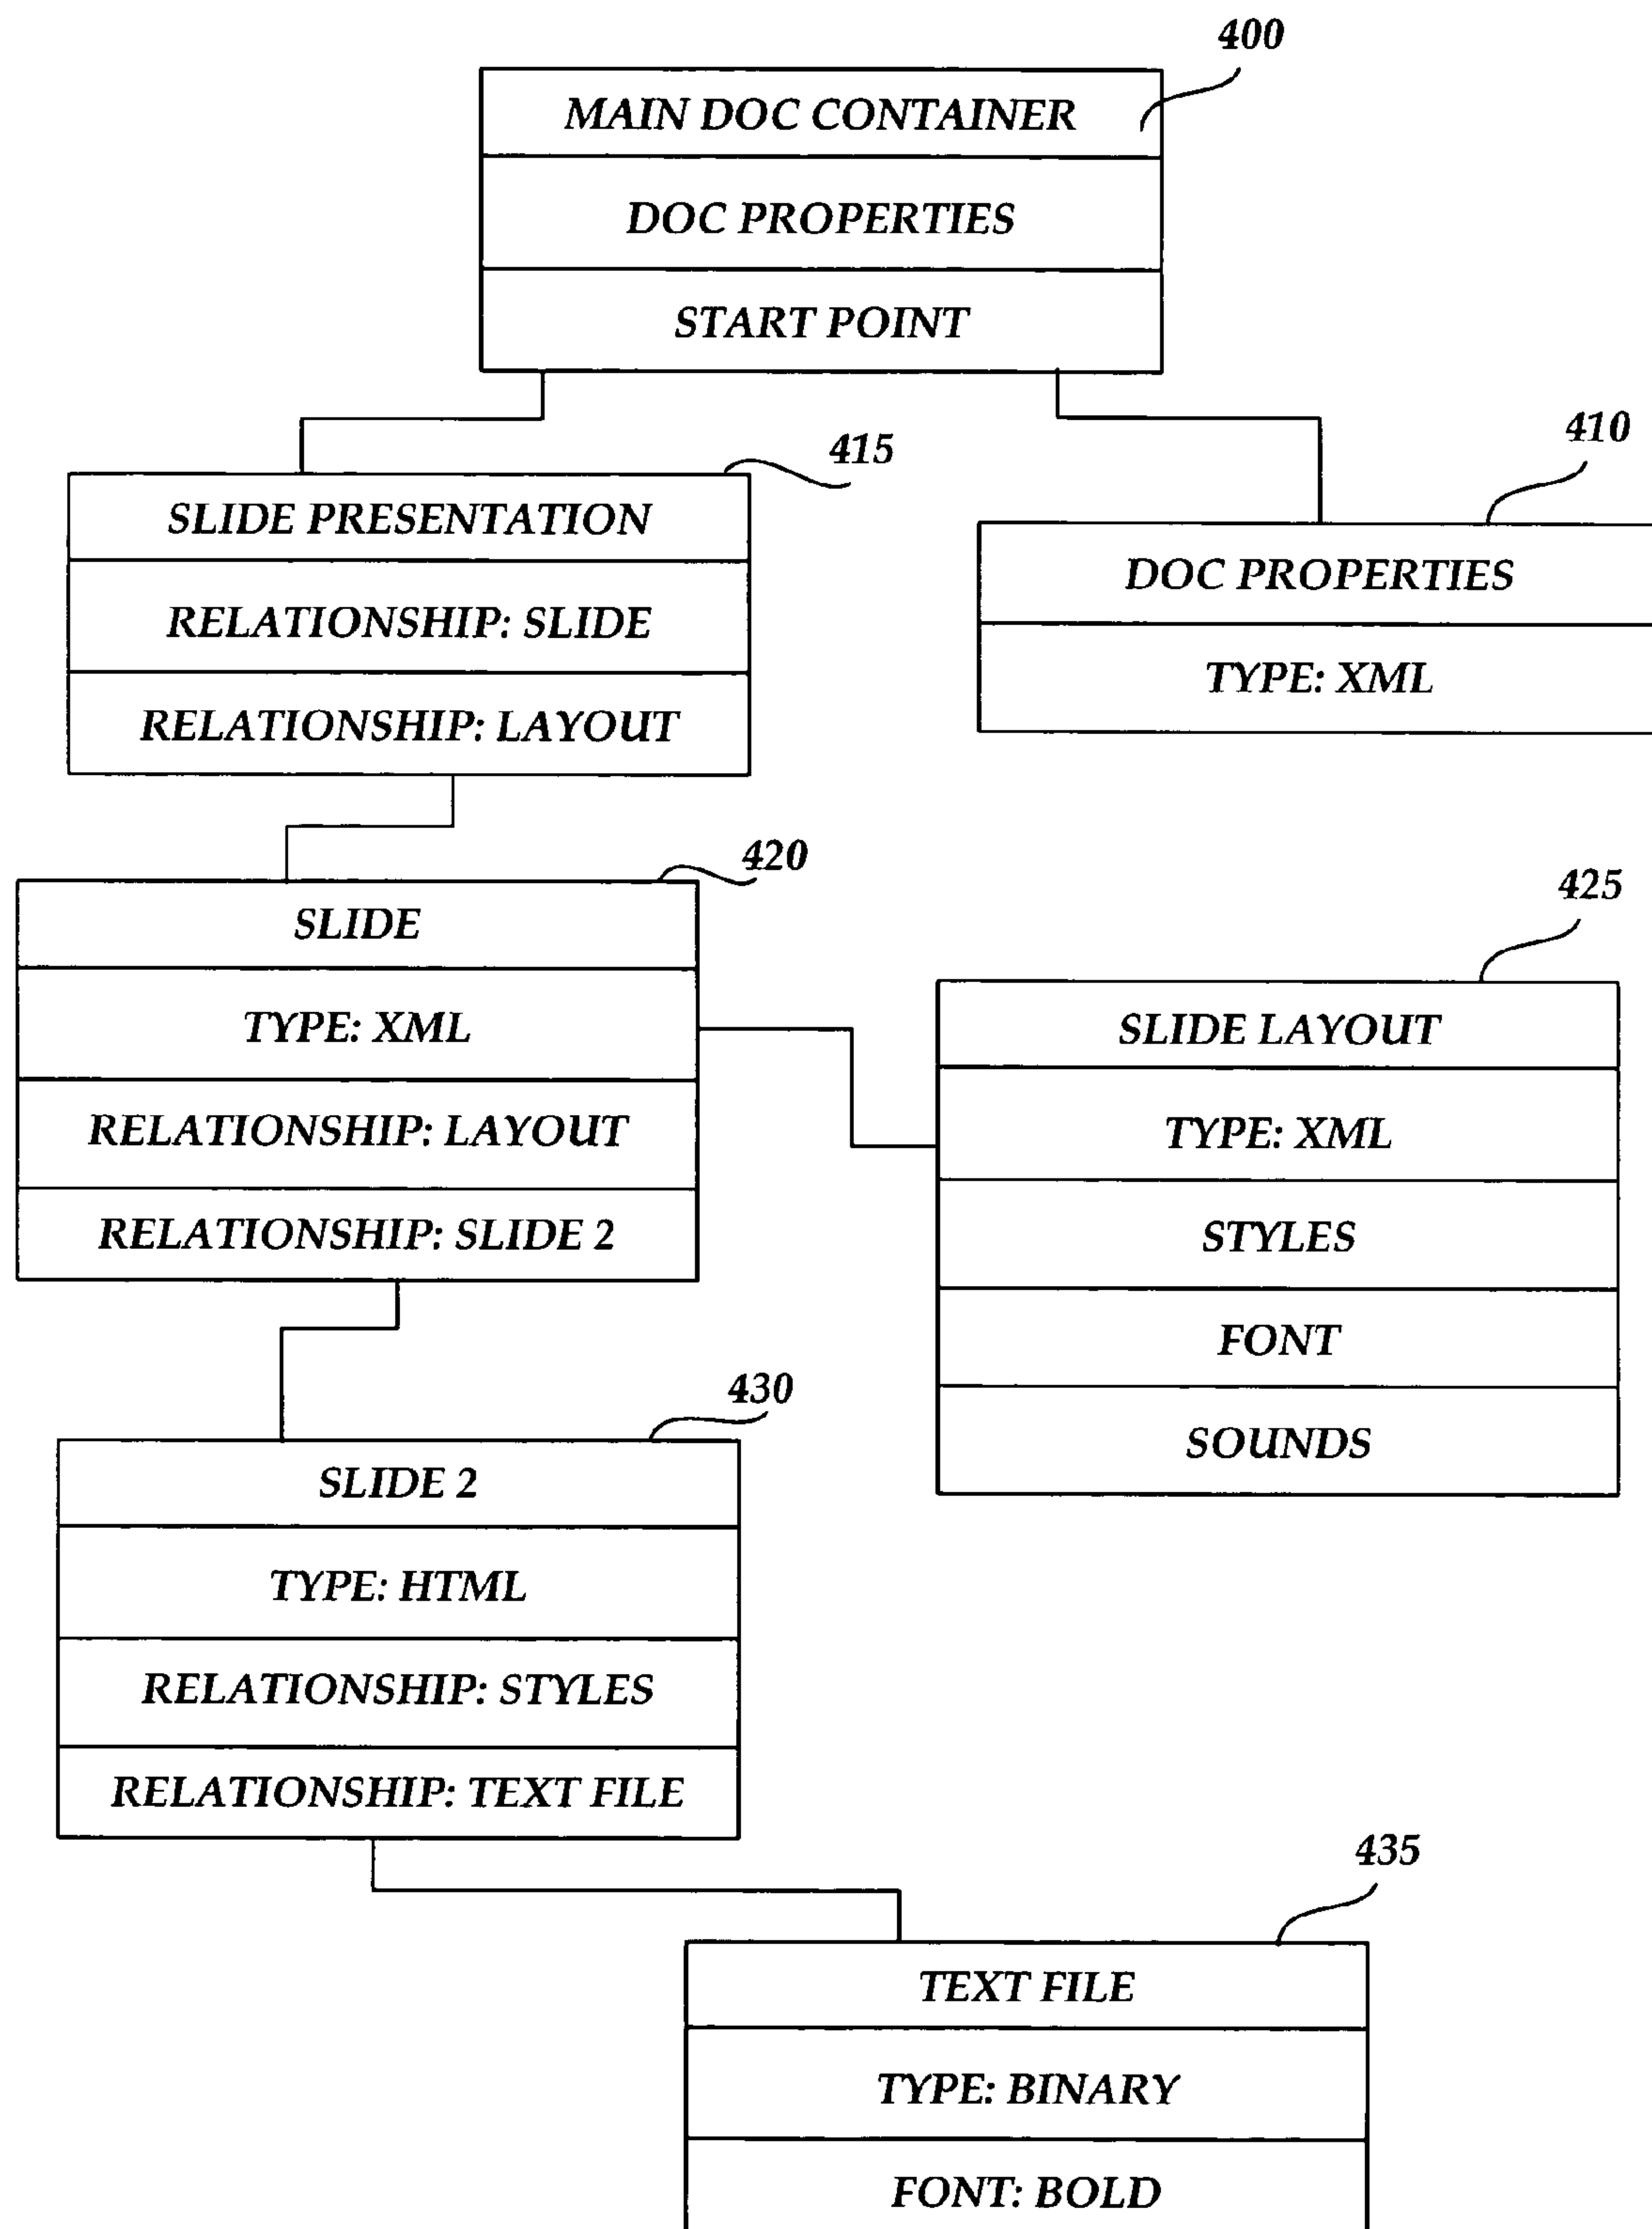 400
MAIN DOC CONTAINER
DOC PROPERTIES
START POINT
415
SLIDE PRESENTATION
RELATIONSHIP: SLIDE
RELATIONSHIP: LAYOUT
410
DOC PROPERTIES
TYPE: XML
420
SLIDE
TYPE: XML
RELATIONSHIP: LAYOUT
RELATIONSHIP: SLIDE 2
425
SLIDE LAYOUT
TYPE: XML
STYLES
FONT
SOUNDS
430
SLIDE 2
TYPE: HTML
RELATIONSHIP: STYLES
RELATIONSHIP: TEXT FILE
435
TEXT FILE
TYPE: BINARY
FONT: BOLD